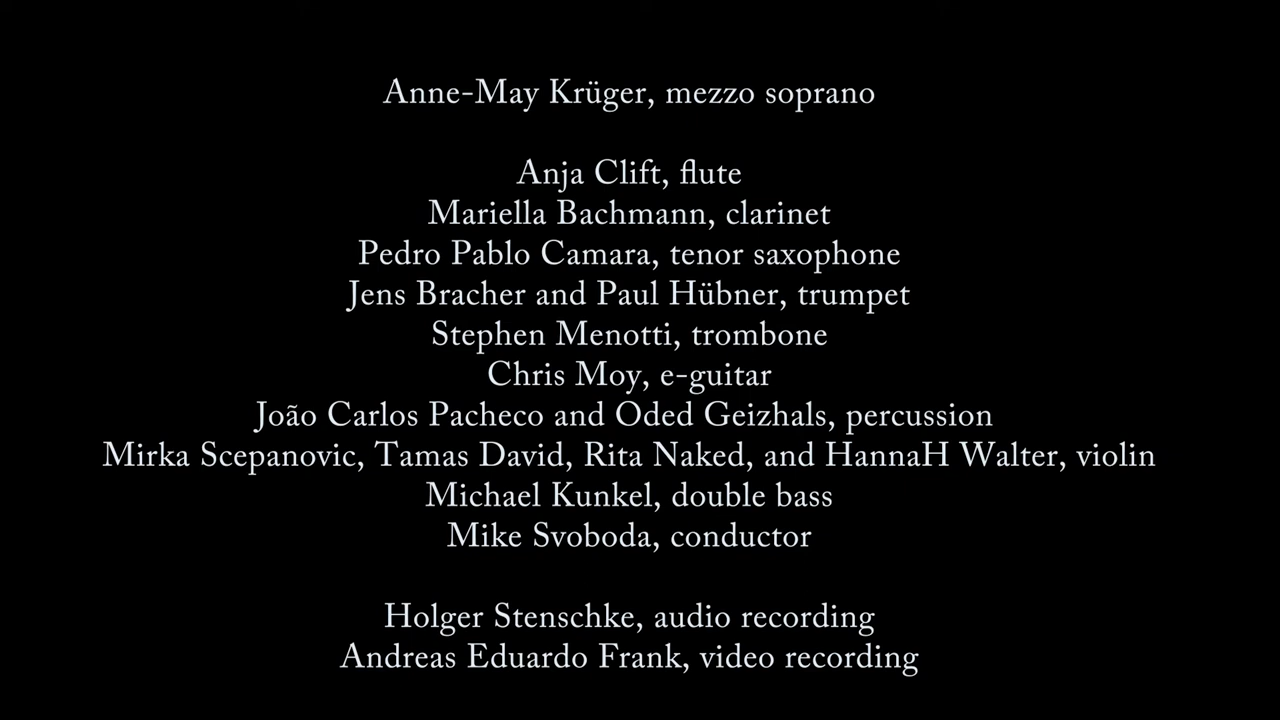 Anne-May Krüger, mezzo soprano
Anja Clift, flute
Mariella Bachmann, clarinet
Pedro Pablo Camara, tenor saxophone
Jens Bracher and Paul Hübner, trumpet
Stephen Menotti, trombone
Chris Moy, e-guitar
João Carlos Pacheco and Oded Geizhals, percussion
Mirka Scepanovic, Tamas David, Rita Naked, and HannaH Walter, violin
Michael Kunkel, double bass
Mike Svoboda, conductor
Holger Stenschke, audio recording
Andreas Eduardo Frank, video recording